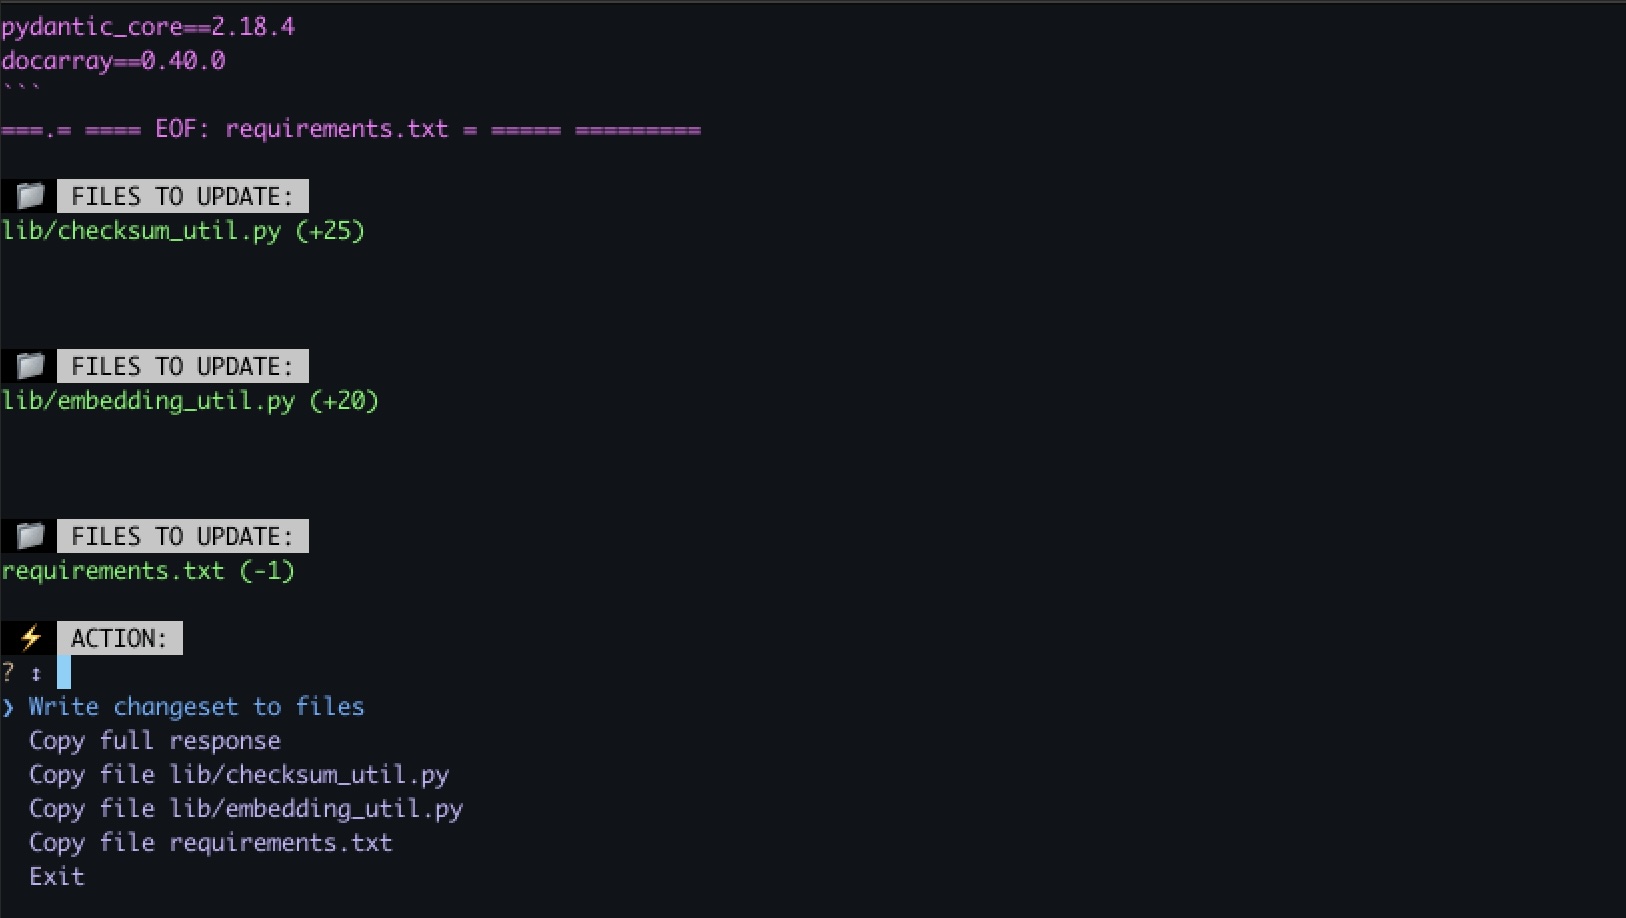 pydantic_core==2.18.4
docarray==0.40.0
```
===.= ==== EOF: requirements.txt = ===== =========
FILES TO UPDATE:
lib/checksum_util.py (+25)
FILES TO UPDATE:
lib/embedding_util.py (+20)
FILES TO UPDATE:
requirements.txt (-1)
ACTION:
? ↕
❯ Write changeset to files
Copy full response
Copy file lib/checksum_util.py
Copy file lib/embedding_util.py
Copy file requirements.txt
Exit